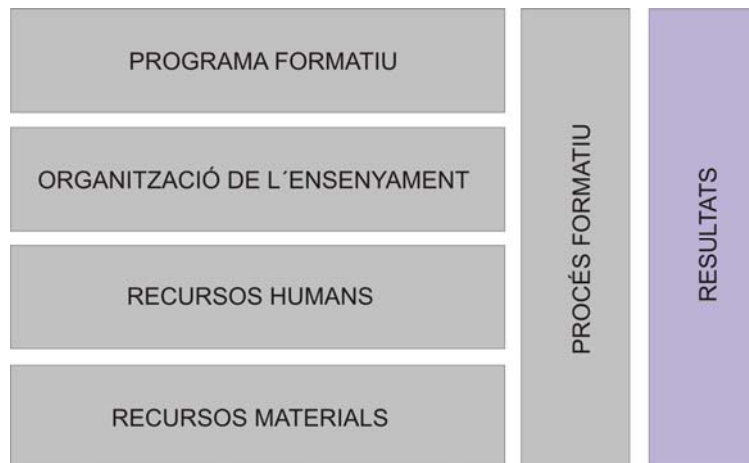 PROGRAMA FORMATIU
ORGANITZACIÓ DE L´ENSENYAMENT
RECURSOS HUMANS
RECURSOS MATERIALS
PROCÉS FORMATIU
RESULTATS